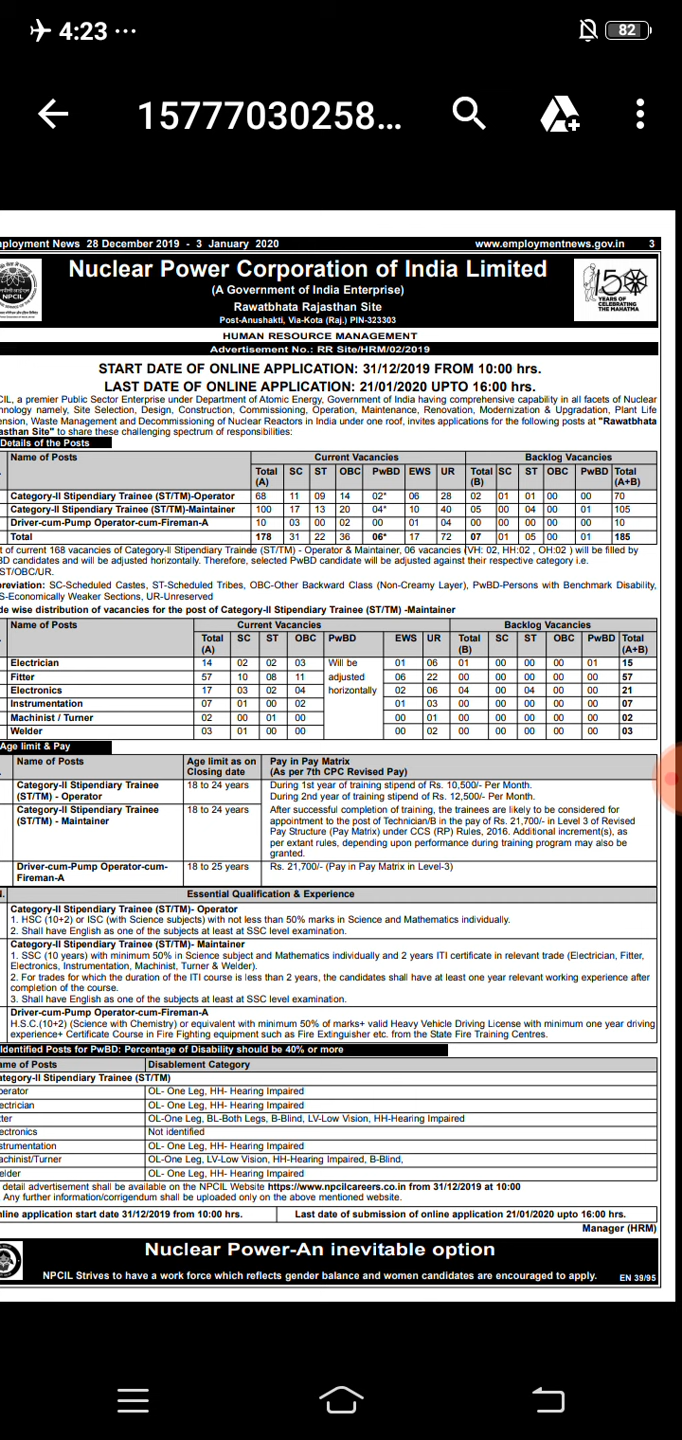 4:23 ...
82
15777030258...
ployment News 28 December 2019 - 3 January 2020 www.employmentnews.gov.in 3
Nuclear Power Corporation of India Limited
(A Government of India Enterprise)
Rawatbhata Rajasthan Site
Post-Anushakti, Via-Kota (Raj.) PIN-323303
NPCIL
150
YEARS OF
CELEBRATING
THE MAHATMA
HUMAN RESOURCE MANAGEMENT
Advertisement No.: RR Site/HRM/02/2019
START DATE OF ONLINE APPLICATION: 31/12/2019 FROM 10:00 hrs.
LAST DATE OF ONLINE APPLICATION: 21/01/2020 UPTO 16:00 hrs.
CIL, a premier Public Sector Enterprise under Department of Atomic Energy, Government of India having comprehensive capability in all facets of Nuclear
hnology namely, Site Selection, Design, Construction, Commissioning, Operation, Maintenance, Renovation, Modernization & Upgradation, Plant Life
ension, Waste Management and Decommissioning of Nuclear Reactors in India under one roof, invites applications for the following posts at "Rawatbhata
asthan Site" to share these challenging spectrum of responsibilities:
Details of the Posts
Name of Posts Current Vacancies Backlog Vacancies
Total (A) SC ST OBC PwBD EWS UR Total (B) SC ST OBC PwBD Total (A+B)
Category-II Stipendiary Trainee (ST/TM)-Operator 68 11 09 14 02* 06 28 02 01 01 00 00 70
Category-II Stipendiary Trainee (ST/TM)-Maintainer 100 17 13 20 04* 10 40 05 00 04 00 01 105
Driver-cum-Pump Operator-cum-Fireman-A 10 03 00 02 00 01 04 00 00 00 00 00 10
Total 178 31 22 36 06* 17 72 07 01 05 00 01 185
t of current 168 vacancies of Category-II Stipendiary Trainee (ST/TM) - Operator & Maintainer, 06 vacancies (VH: 02, HH:02 , OH:02 ) will be filled by
BD candidates and will be adjusted horizontally. Therefore, selected PwBD candidate will be adjusted against their respective category i.e.
ST/OBC/UR.
breviation: SC-Scheduled Castes, ST-Scheduled Tribes, OBC-Other Backward Class (Non-Creamy Layer), PwBD-Persons with Benchmark Disability,
S-Economically Weaker Sections, UR-Unreserved
de wise distribution of vacancies for the post of Category-II Stipendiary Trainee (ST/TM) -Maintainer
Name of Posts Current Vacancies Backlog Vacancies
Total (A) SC ST OBC PwBD EWS UR Total (B) SC ST OBC PwBD Total (A+B)
Electrician 14 02 02 03 Will be 01 06 01 00 00 00 01 15
Fitter 57 10 08 11 adjusted 06 22 00 00 00 00 00 57
Electronics 17 03 02 04 horizontally 02 06 04 00 04 00 00 21
Instrumentation 07 01 00 02 01 03 00 00 00 00 00 07
Machinist / Turner 02 00 01 00 00 01 00 00 00 00 00 02
Welder 03 01 00 00 00 02 00 00 00 00 00 03
Age limit & Pay
Name of Posts Age limit as on Pay in Pay Matrix
Closing date (As per 7th CPC Revised Pay)
Category-II Stipendiary Trainee 18 to 24 years During 1st year of training stipend of Rs. 10,500/- Per Month.
(ST/TM) - Operator During 2nd year of training stipend of Rs. 12,500/- Per Month.
Category-II Stipendiary Trainee 18 to 24 years After successful completion of training, the trainees are likely to be considered for
(ST/TM) - Maintainer appointment to the post of Technician/B in the pay of Rs. 21,700/- in Level 3 of Revised
Pay Structure (Pay Matrix) under CCS (RP) Rules, 2016. Additional increment(s), as
per extant rules, depending upon performance during training program may also be
granted.
Driver-cum-Pump Operator-cum- 18 to 25 years Rs. 21,700/- (Pay in Pay Matrix in Level-3)
Fireman-A
N. Essential Qualification & Experience
Category-II Stipendiary Trainee (ST/TM)- Operator
1. HSC (10+2) or ISC (with Science subjects) with not less than 50% marks in Science and Mathematics individually.
2. Shall have English as one of the subjects at least at SSC level examination.
Category-II Stipendiary Trainee (ST/TM)- Maintainer
1. SSC (10 years) with minimum 50% in Science subject and Mathematics individually and 2 years ITI certificate in relevant trade (Electrician, Fitter,
Electronics, Instrumentation, Machinist, Turner & Welder).
2. For trades for which the duration of the ITI course is less than 2 years, the candidates shall have at least one year relevant working experience after
completion of the course.
3. Shall have English as one of the subjects at least at SSC level examination.
Driver-cum-Pump Operator-cum-Fireman-A
H.S.C.(10+2) (Science with Chemistry) or equivalent with minimum 50% of marks+ valid Heavy Vehicle Driving License with minimum one year driving
experience+ Certificate Course in Fire Fighting equipment such as Fire Extinguisher etc. from the State Fire Training Centres.
Identified Posts for PwBD: Percentage of Disability should be 40% or more
ame of Posts Disablement Category
ategory-II Stipendiary Trainee (ST/TM)
perator OL- One Leg, HH- Hearing Impaired
ectrician OL- One Leg, HH- Hearing Impaired
tter OL-One Leg, BL-Both Legs, B-Blind, LV-Low Vision, HH-Hearing Impaired
ectronics Not identified
strumentation OL- One Leg, HH- Hearing Impaired
achinist/Turner OL-One Leg, LV-Low Vision, HH-Hearing Impaired, B-Blind,
elder OL- One Leg, HH- Hearing Impaired
detail advertisement shall be available on the NPCIL Website https://www.npcilcareers.co.in from 31/12/2019 at 10:00
. Any further information/corrigendum shall be uploaded only on the above mentioned website.
nline application start date 31/12/2019 from 10:00 hrs. Last date of submission of online application 21/01/2020 upto 16:00 hrs.
Manager (HRM)
Nuclear Power-An inevitable option
NPCIL Strives to have a work force which reflects gender balance and women candidates are encouraged to apply. EN 39/95